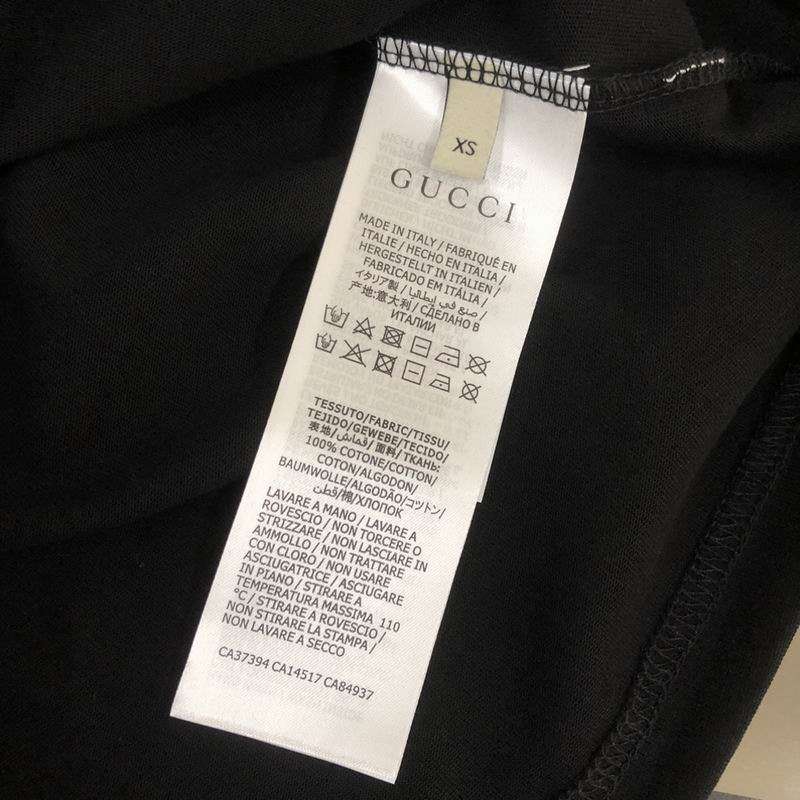 XS
GUCCI
MADE IN ITALY / FABRIQUÉ EN
ITALIE / HECHO EN ITALIA /
HERGESTELLT IN ITALIEN /
FABRICADO EM ITÁLIA /
イタリア製 / صنع في إيطاليا /
产地:意大利 / СДЕЛАНО В
ИТАЛИИ
TESSUTO/FABRIC/TISSU/
TEJIDO/GEWEBE/TECIDO/
表地/قماش/面料/ТКАНЬ:
100% COTONE/COTTON/
COTON/ALGODON/
BAUMWOLLE/ALGODÃO/コットン/
قطن/棉/ХЛОПОК
LAVARE A MANO / LAVARE A
ROVESCIO / NON TORCERE O
STRIZZARE / NON LASCIARE IN
AMMOLLO / NON TRATTARE
CON CLORO / NON USARE
ASCIUGATRICE / ASCIUGARE
IN PIANO / STIRARE A
TEMPERATURA MASSIMA 110
°C / STIRARE A ROVESCIO /
NON STIRARE LA STAMPA /
NON LAVARE A SECCO
CA37394 CA14517 CA84937